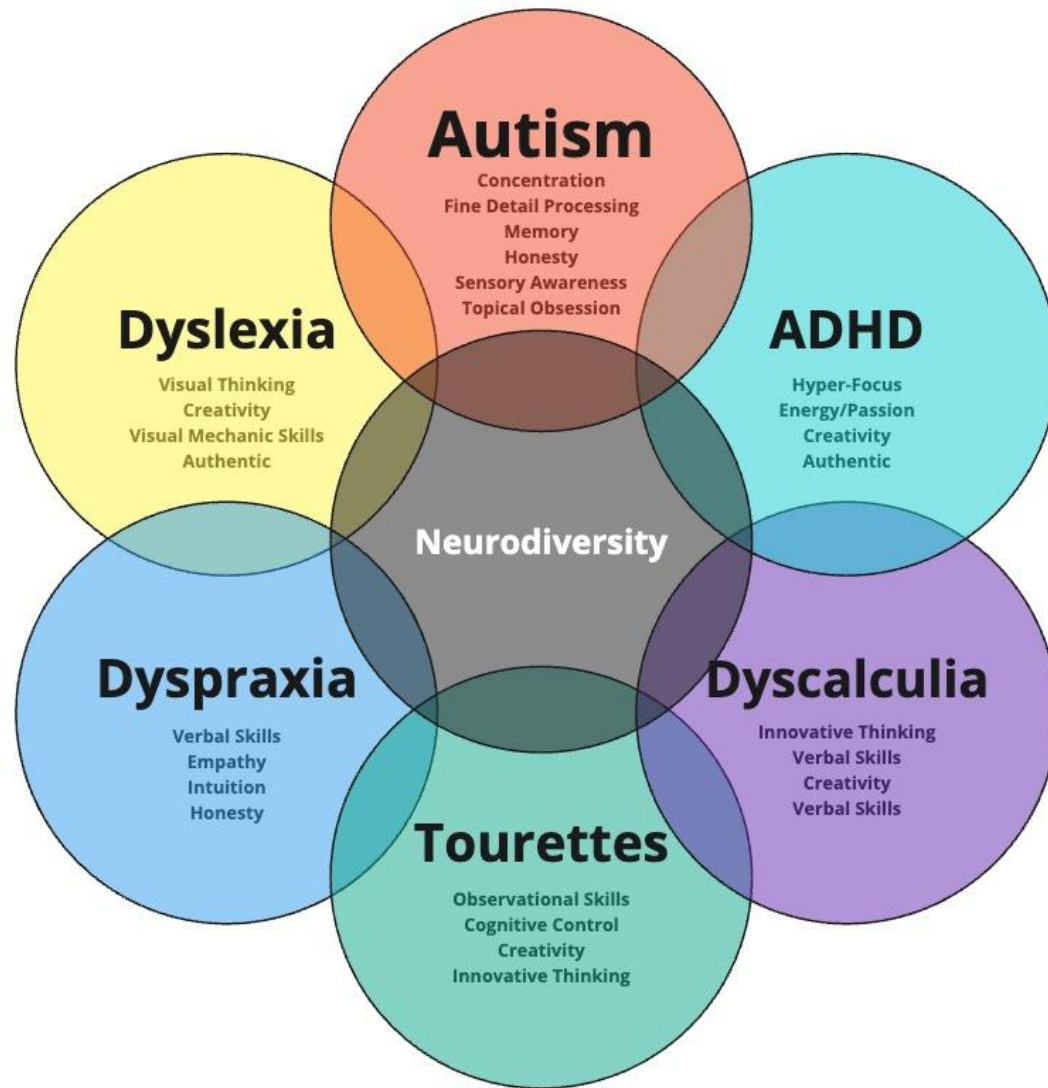 Autism
Concentration
Fine Detail Processing
Memory
Honesty
Sensory Awareness
Topical Obsession
Dyslexia
Visual Thinking
Creativity
Visual Mechanic Skills
Authentic
ADHD
Hyper-Focus
Energy/Passion
Creativity
Authentic
Neurodiversity
Dyspraxia
Verbal Skills
Empathy
Intuition
Honesty
Dyscalculia
Innovative Thinking
Verbal Skills
Creativity
Verbal Skills
Tourettes
Observational Skills
Cognitive Control
Creativity
Innovative Thinking